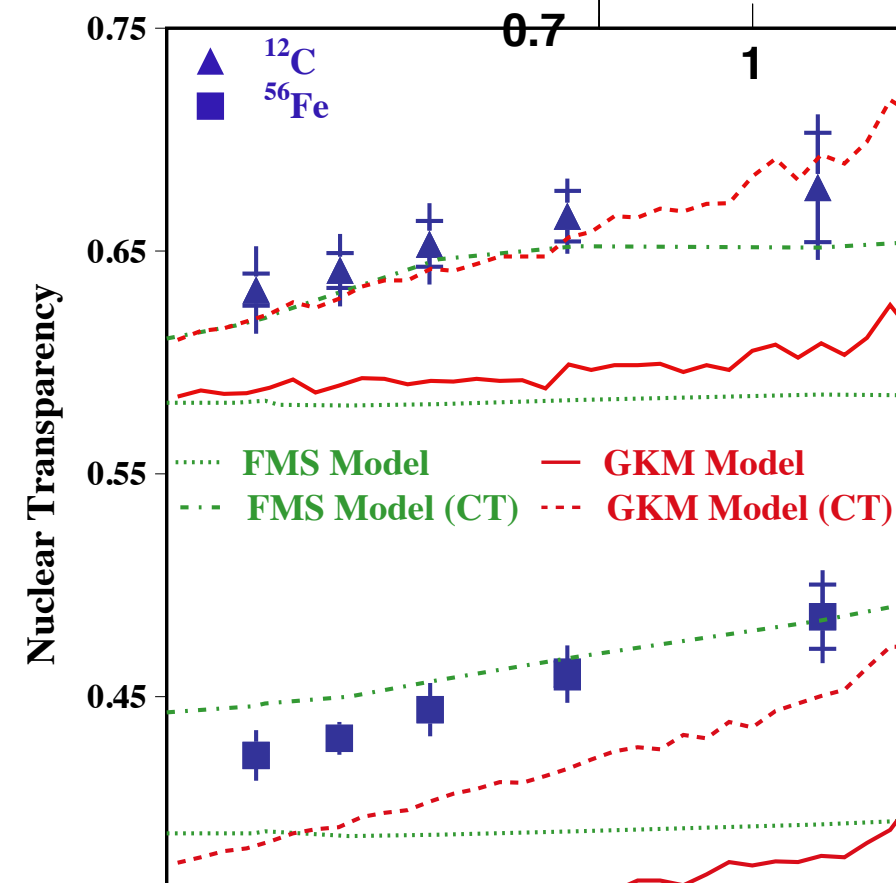 0.7
0.75
1
12C
56Fe
0.65
Nuclear Transparency
FMS Model
GKM Model
0.55
FMS Model (CT)
GKM Model (CT)
0.45